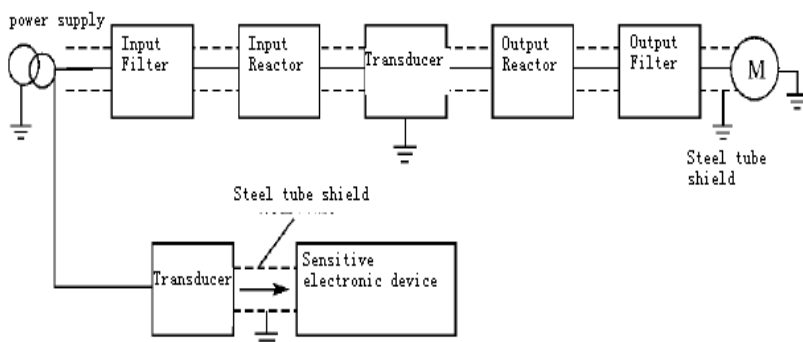 power supply
Input
Filter
Input
Reactor
Transducer
Output
Reactor
Output
Filter
M
Steel tube
shield
Steel tube shield
Transducer
Sensitive
electronic device